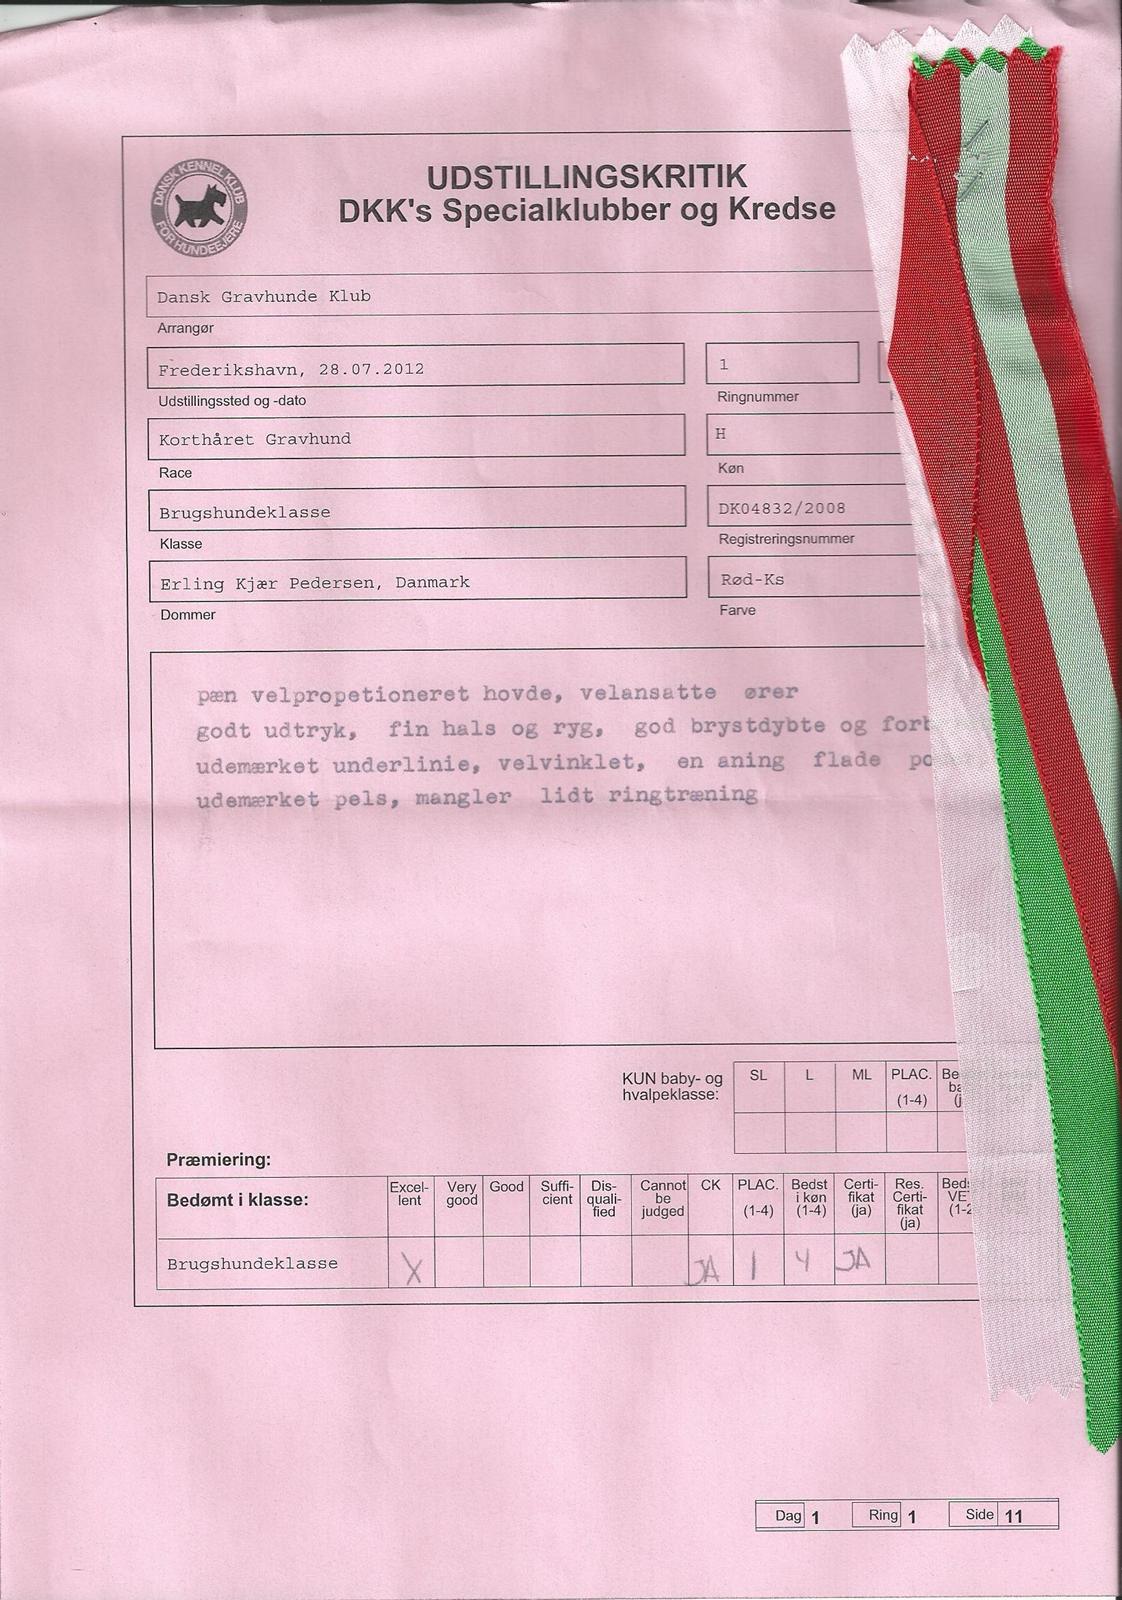 DANSK KENNEL KLUB
FOR HUNDEEJERE
UDSTILLINGSKRITIK
DKK's Specialklubber og Kredse
Dansk Gravhunde Klub
Arrangør
Frederikshavn, 28.07.2012
1
Udstillingssted og -dato
Ringnummer
Korthåret Gravhund
H
Race
Køn
Brugshundeklasse
DK04832/2008
Klasse
Registreringsnummer
Erling Kjær Pedersen, Danmark
Rød-Ks
Dommer
Farve
pæn velpropetioneret hovde, velansatte ører
godt udtryk, fin hals og ryg, god brystdybte og
udemærket underlinie, velvinklet, en aning flade
udemærket pels, mangler lidt ringtræning
KUN baby- og
hvalpeklasse:
SL L ML PLAC.
(1-4)
Præmiering:
Bedømt i klasse:
Excel-
lent
Very
good
Good
Suffi-
cient
Dis-
quali-
fied
Cannot
be
judged
CK
PLAC.
(1-4)
Bedst
i køn
(1-4)
Certi-
fikat
(ja)
Res.
Certi-
fikat
(ja)
Brugshundeklasse X JA 1 4 JA
Dag 1 Ring 1 Side 11